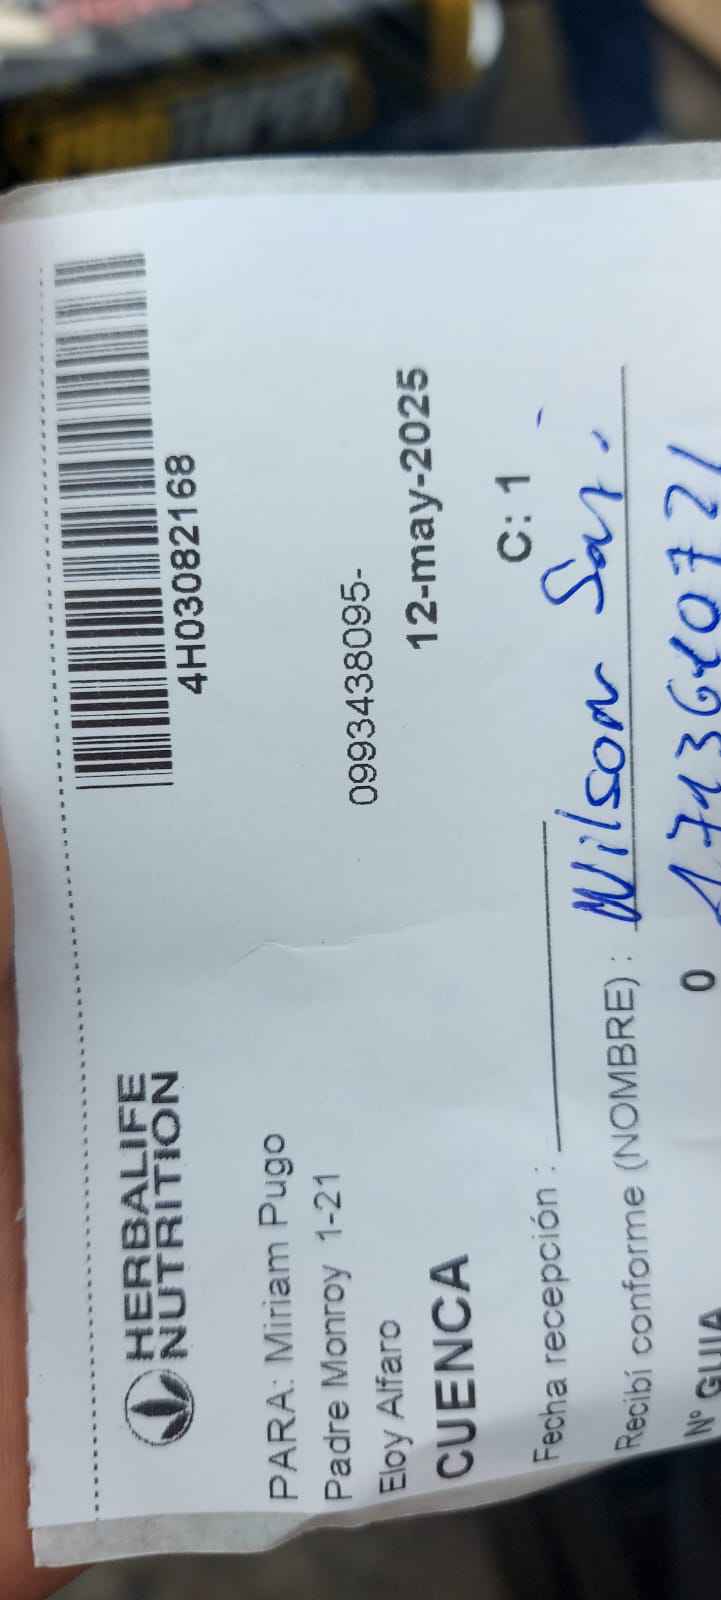 HERBALIFE
NUTRITION
4H03082168
PARA: Miriam Pugo
Padre Monroy 1-21
0993438095-
Eloy Alfaro
12-may-2025
CUENCA
C: 1
Fecha recepción :
Recibí conforme (NOMBRE) : Wilson
Nº GUIA 0